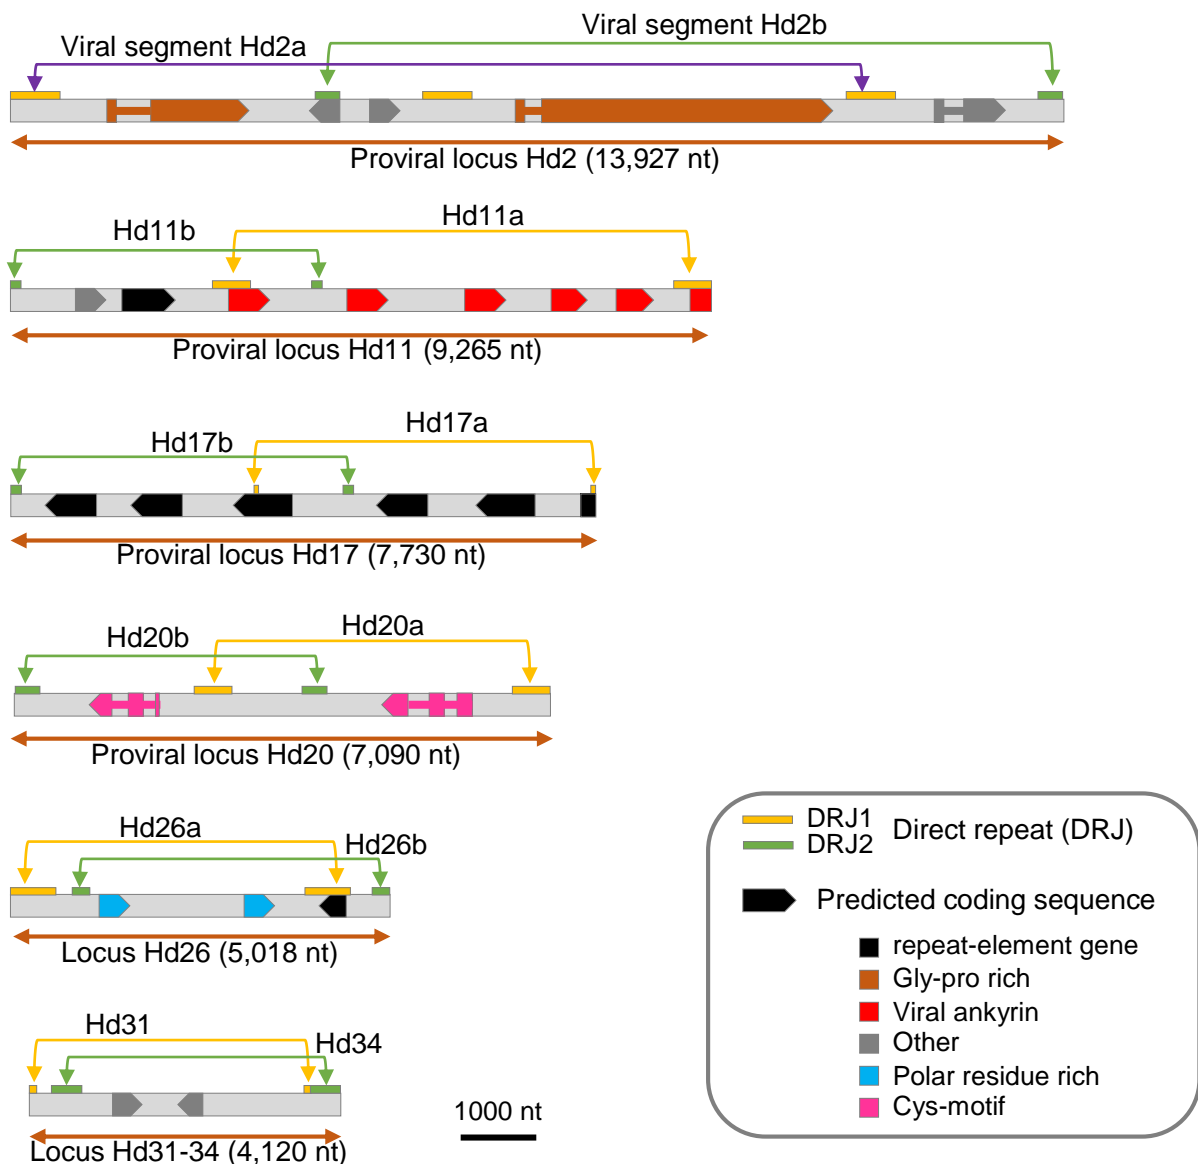 Viral segment Hd2a
Viral segment Hd2b
Proviral locus Hd2 (13,927 nt)
Hd11b
Hd11a
Proviral locus Hd11 (9,265 nt)
Hd17b
Hd17a
Proviral locus Hd17 (7,730 nt)
Hd20b
Hd20a
Proviral locus Hd20 (7,090 nt)
Hd26a
Hd26b
Locus Hd26 (5,018 nt)
Hd31
Hd34
Locus Hd31-34 (4,120 nt)
1000 nt
DRJ1
DRJ2
Direct repeat (DRJ)
Predicted coding sequence
repeat-element gene
Gly-pro rich
Viral ankyrin
Other
Polar residue rich
Cys-motif